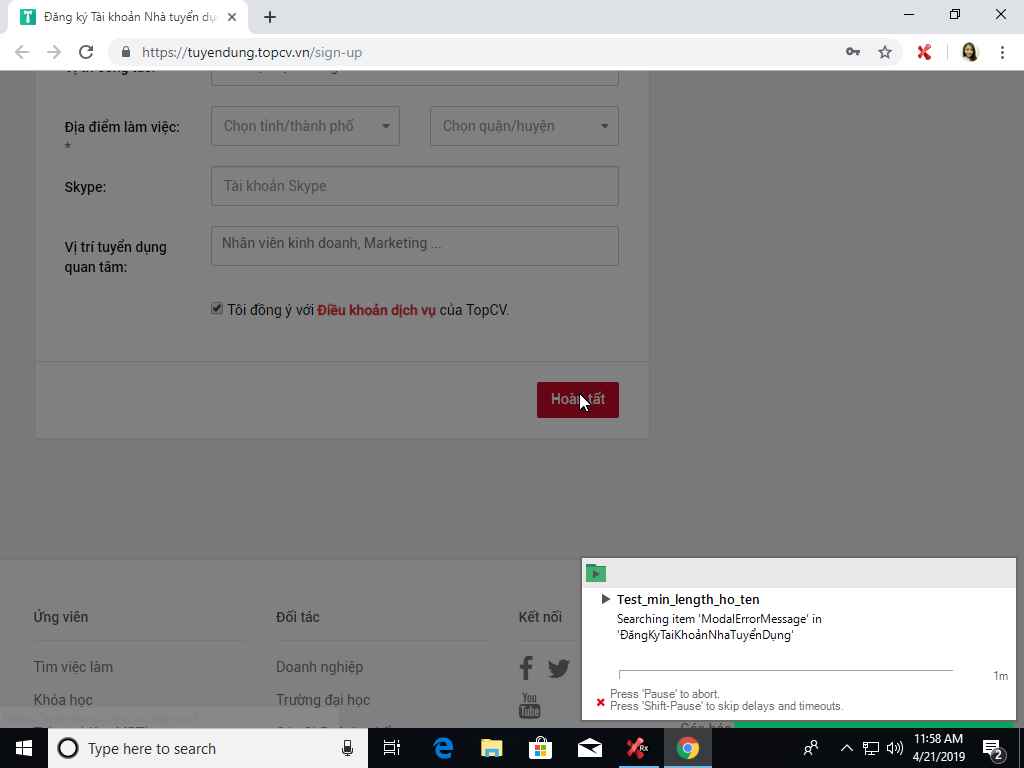 Đăng ký Tài khoản Nhà tuyển dụ
https://tuyendung.topcv.vn/sign-up
Địa điểm làm việc:
*
Chọn tỉnh/thành phố
Chọn quận/huyện
Skype:
Tài khoản Skype
Vị trí tuyển dụng
quan tâm:
Nhân viên kinh doanh, Marketing ...
Tôi đồng ý với Điều khoản dịch vụ của TopCV.
Hoàn tất
Ứng viên
Đối tác
Kết nối
Tìm việc làm
Doanh nghiệp
Khóa học
Trường đại học
You
Tube
Test_min_length_ho_ten
Searching item 'ModalErrorMessage' in
'ĐăngKyTaiKhoảnNhaTuyểnDụng'
1m
Press 'Pause' to abort.
Press 'Shift-Pause' to skip delays and timeouts.
Type here to search
Rx
11:58 AM
4/21/2019
2